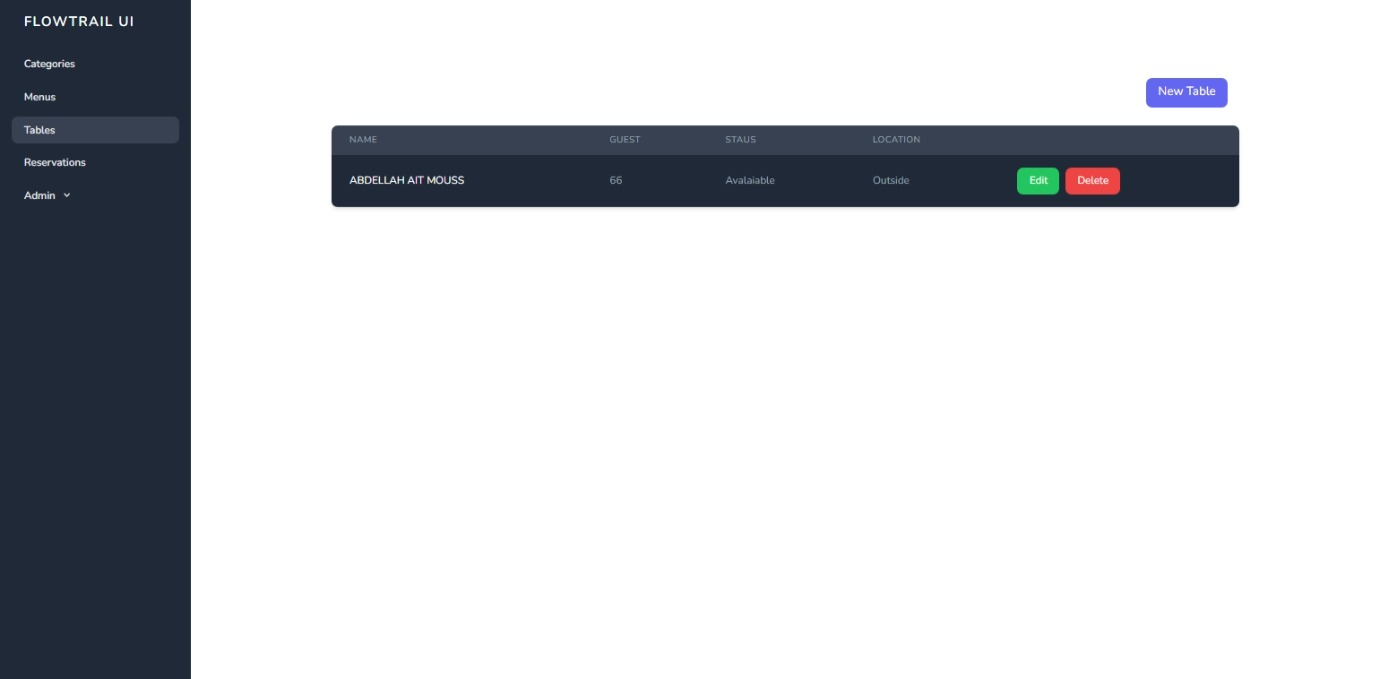 FLOWTRAIL UI
Categories
Menus
Tables
Reservations
Admin
New Table
NAME GUEST STAUS LOCATION
ABDELLAH AIT MOUSS 66 Avalaiable Outside Edit Delete